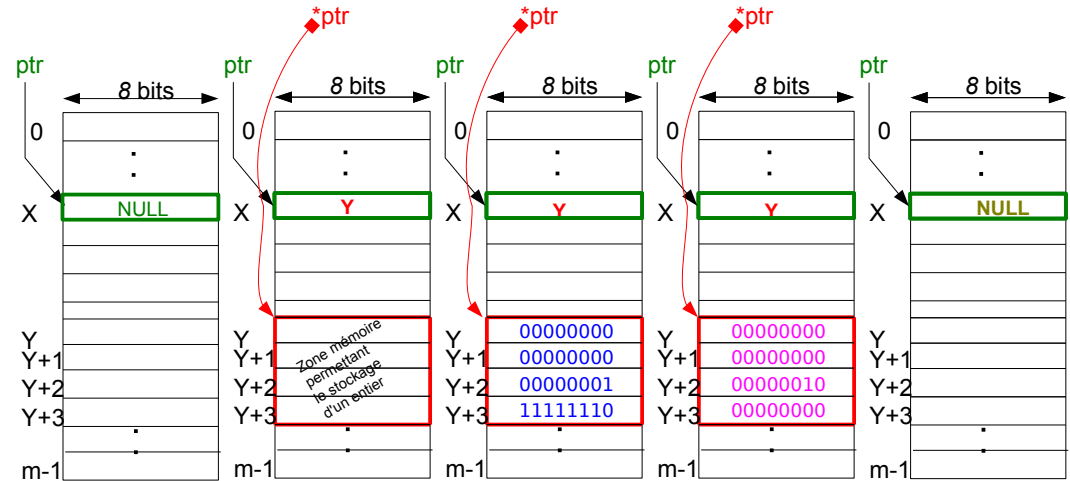 *ptr *ptr *ptr
ptr ptr ptr ptr ptr
8 bits 8 bits 8 bits 8 bits 8 bits
0 0 0 0 0
: : : : :
X NULL X Y X Y X Y X NULL
Zone mémoire
permettant
le stockage
d'un entier
Y Y Y 00000000 Y 00000000 Y
Y+1 Y+1 Y+1 00000000 Y+1 00000000 Y+1
Y+2 Y+2 Y+2 00000001 Y+2 00000010 Y+2
Y+3 Y+3 Y+3 11111110 Y+3 00000000 Y+3
: : : : :
m-1 m-1 m-1 m-1 m-1